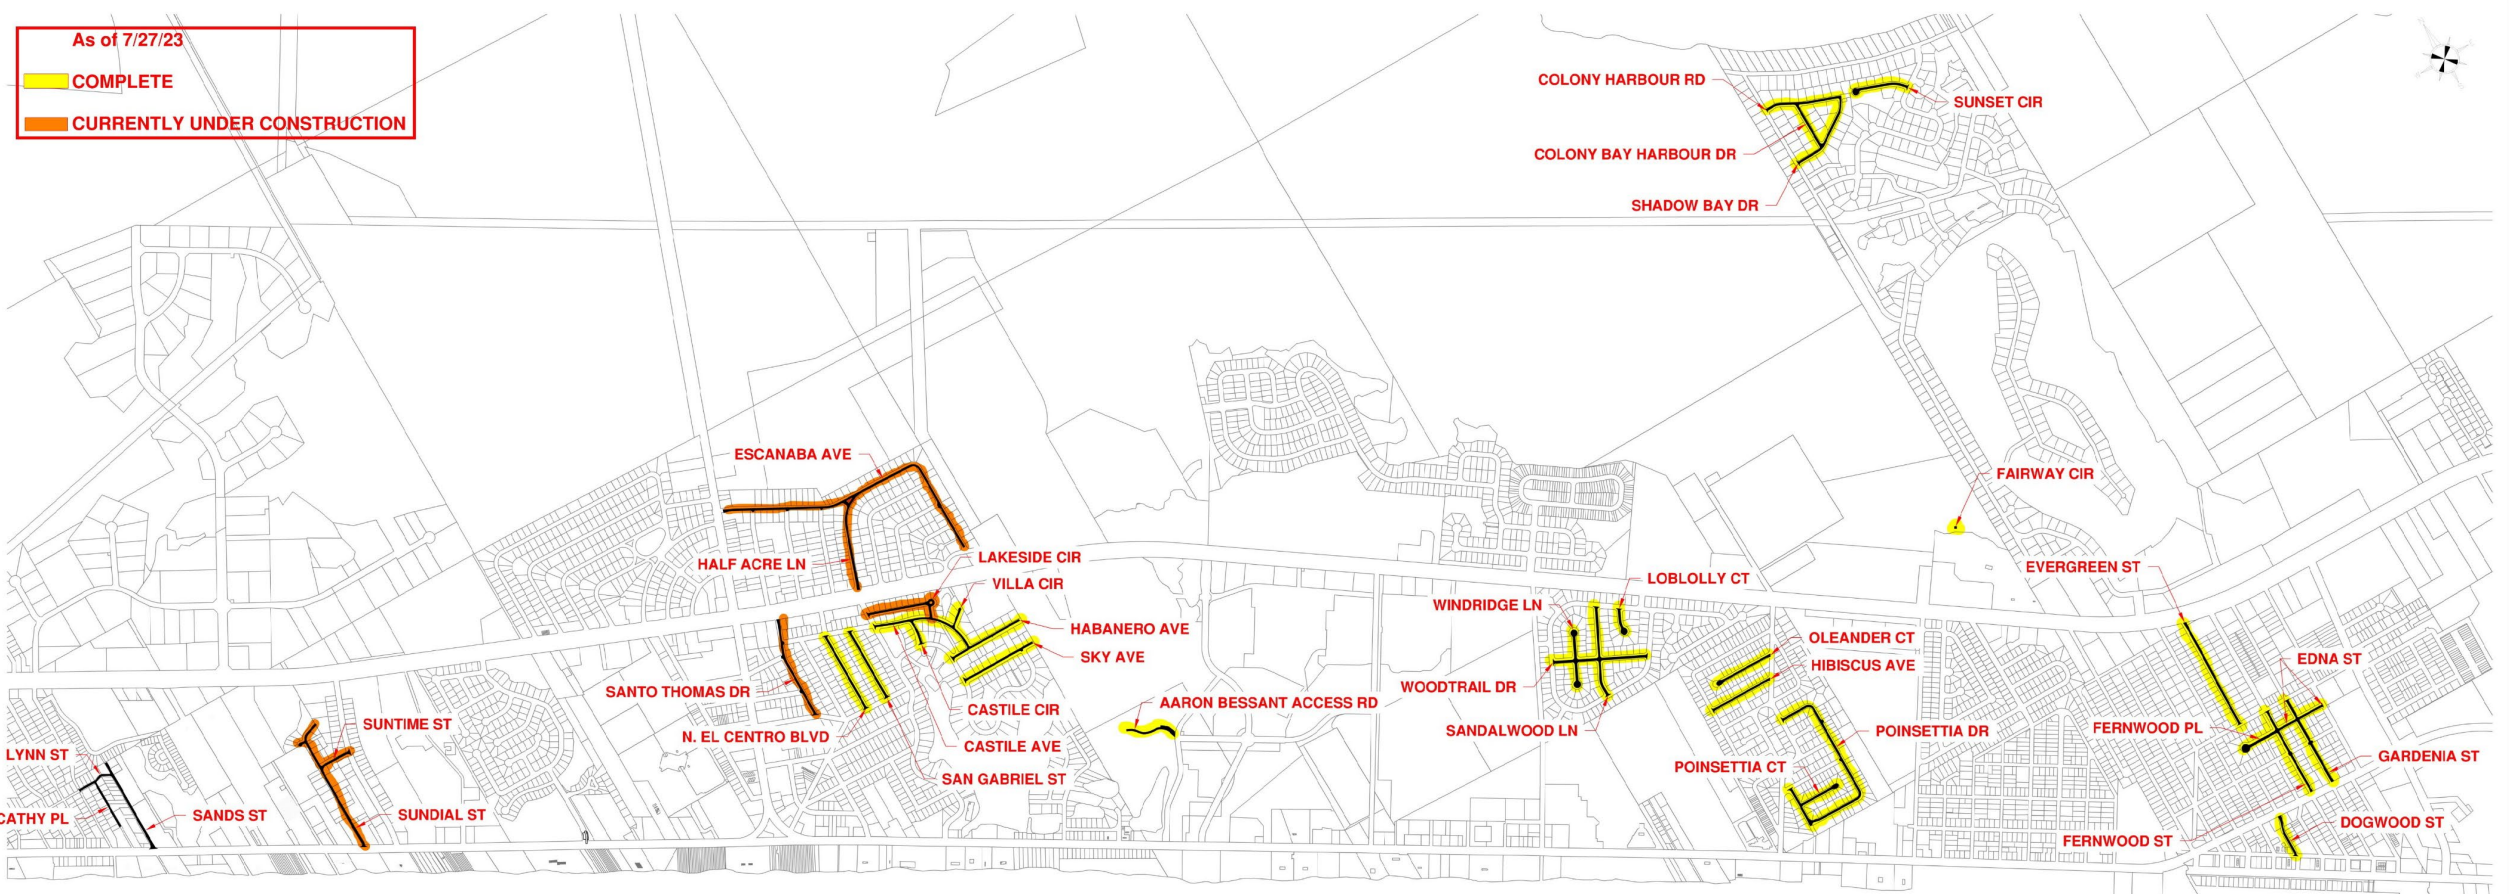 As of 7/27/23
COMPLETE
CURRENTLY UNDER CONSTRUCTION
COLONY HARBOUR RD
SUNSET CIR
COLONY BAY HARBOUR DR
SHADOW BAY DR
ESCANABA AVE
FAIRWAY CIR
HALF ACRE LN
LAKESIDE CIR
VILLA CIR
EVERGREEN ST
LOBLOLLY CT
WINDRIDGE LN
HABANERO AVE
OLEANDER CT
SKY AVE
HIBISCUS AVE
EDNA ST
SANTO THOMAS DR
WOODTRAIL DR
AARON BESSANT ACCESS RD
CASTILE CIR
SUNTIME ST
N. EL CENTRO BLVD
SANDALWOOD LN
POINSETTIA DR
FERNWOOD PL
CASTILE AVE
LYNN ST
GARDENIA ST
POINSETTIA CT
SAN GABRIEL ST
CATHY PL
SANDS ST
SUNDIAL ST
DOGWOOD ST
FERNWOOD ST